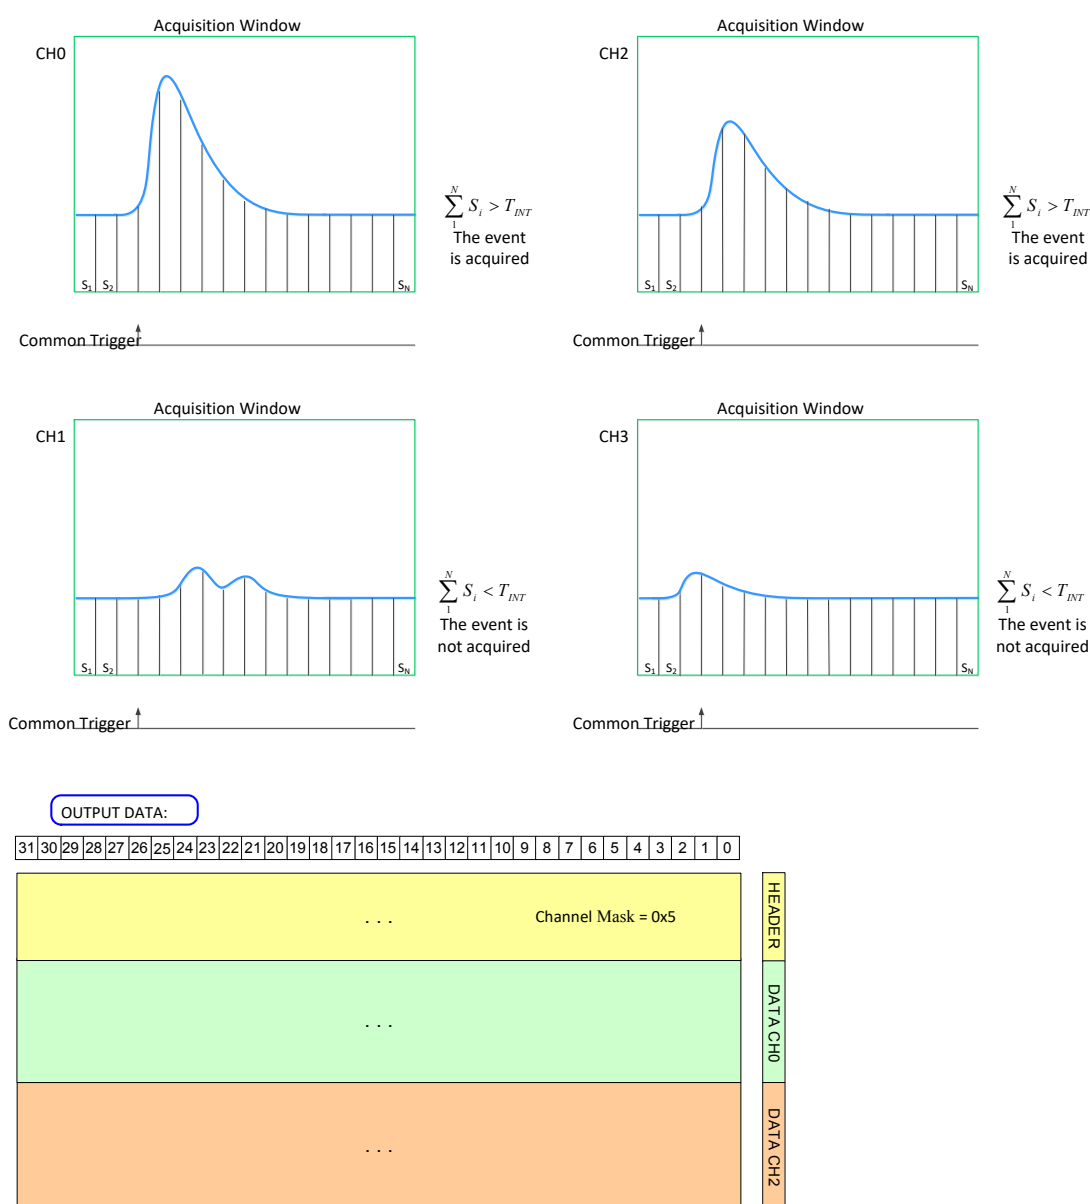 Acquisition Window
CH0
S1 S2 SN
N
∑ Si > TINT
1
The event
is acquired
Common Trigger
Acquisition Window
CH2
S1 S2 SN
N
∑ Si > TINT
1
The event
is acquired
Common Trigger
Acquisition Window
CH1
S1 S2 SN
N
∑ Si < TINT
1
The event is
not acquired
Common Trigger
Acquisition Window
CH3
S1 S2 SN
N
∑ Si < TINT
1
The event is
not acquired
Common Trigger
OUTPUT DATA:
31 30 29 28 27 26 25 24 23 22 21 20 19 18 17 16 15 14 13 12 11 10 9 8 7 6 5 4 3 2 1 0
. . . Channel Mask = 0x5
HEADER
. . .
DATA CH0
. . .
DATA CH2